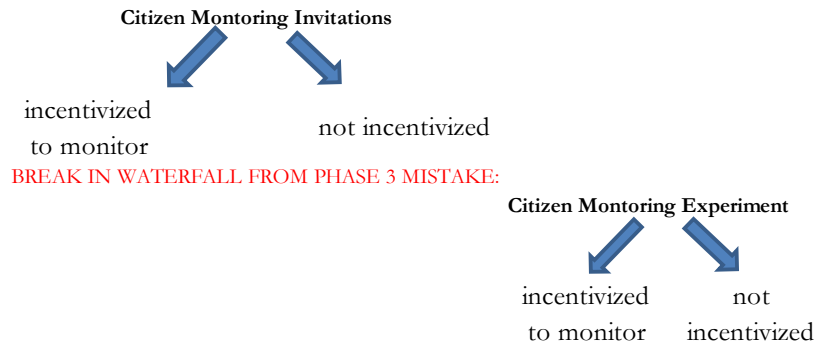 Citizen Montoring Invitations
incentivized
to monitor
not incentivized
BREAK IN WATERFALL FROM PHASE 3 MISTAKE:
Citizen Montoring Experiment
incentivized
to monitor
not
incentivized